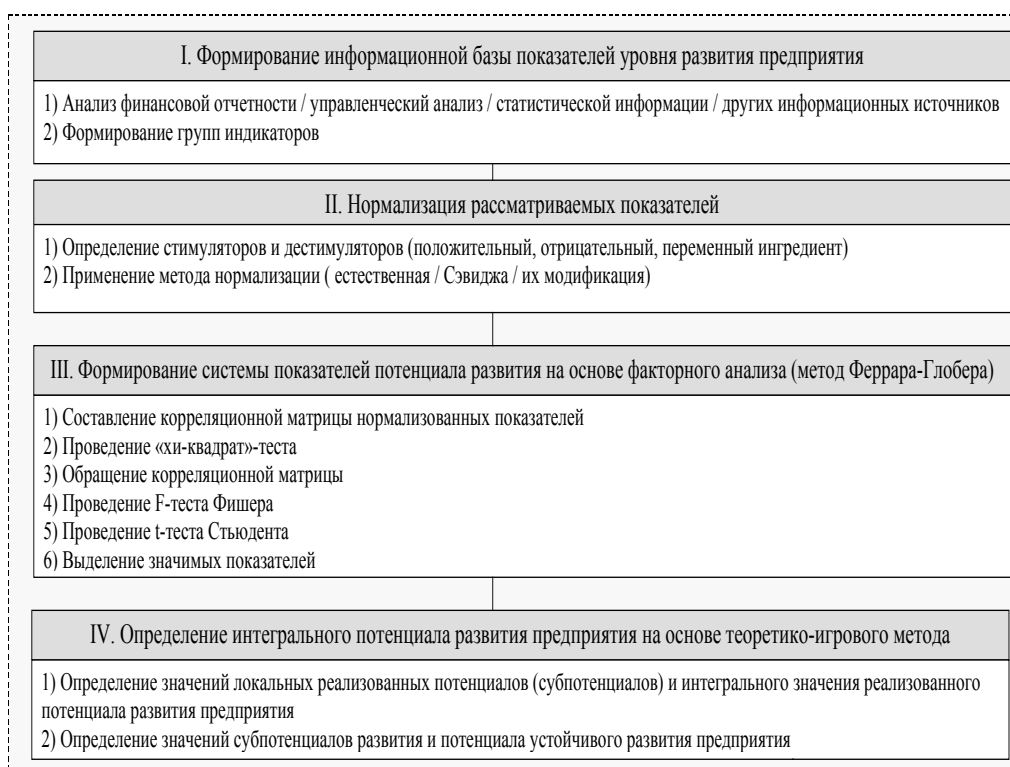 I. Формирование информационной базы показателей уровня развития предприятия
1) Анализ финансовой отчетности / управленческий анализ / статистической информации / других информационных источников
2) Формирование групп индикаторов
II. Нормализация рассматриваемых показателей
1) Определение стимуляторов и дестимуляторов (положительный, отрицательный, переменный ингредиент)
2) Применение метода нормализации ( естественная / Сэвиджа / их модификация)
III. Формирование системы показателей потенциала развития на основе факторного анализа (метод Феррара-Глобера)
1) Составление корреляционной матрицы нормализованных показателей
2) Проведение «хи-квадрат»-теста
3) Обращение корреляционной матрицы
4) Проведение F-теста Фишера
5) Проведение t-теста Стьюдента
6) Выделение значимых показателей
IV. Определение интегрального потенциала развития предприятия на основе теоретико-игрового метода
1) Определение значений локальных реализованных потенциалов (субпотенциалов) и интегрального значения реализованного
потенциала развития предприятия
2) Определение значений субпотенциалов развития и потенциала устойчивого развития предприятия